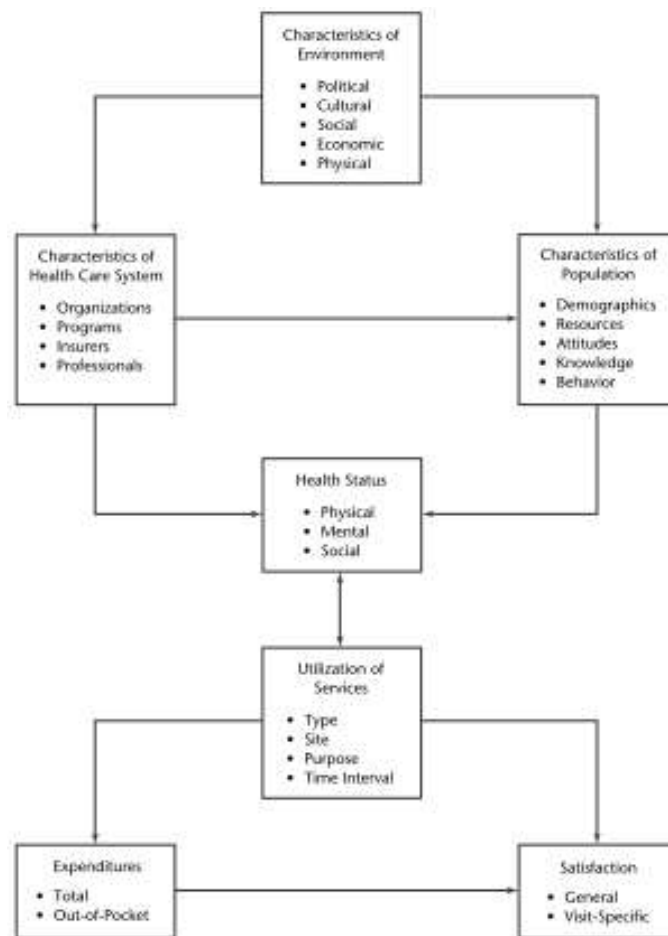 Characteristics of
Environment
• Political
• Cultural
• Social
• Economic
• Physical
Characteristics of
Health Care System
• Organizations
• Programs
• Insurers
• Professionals
Characteristics of
Population
• Demographics
• Resources
• Attitudes
• Knowledge
• Behavior
Health Status
• Physical
• Mental
• Social
Utilization of
Services
• Type
• Site
• Purpose
• Time Interval
Expenditures
• Total
• Out-of-Pocket
Satisfaction
• General
• Visit-Specific